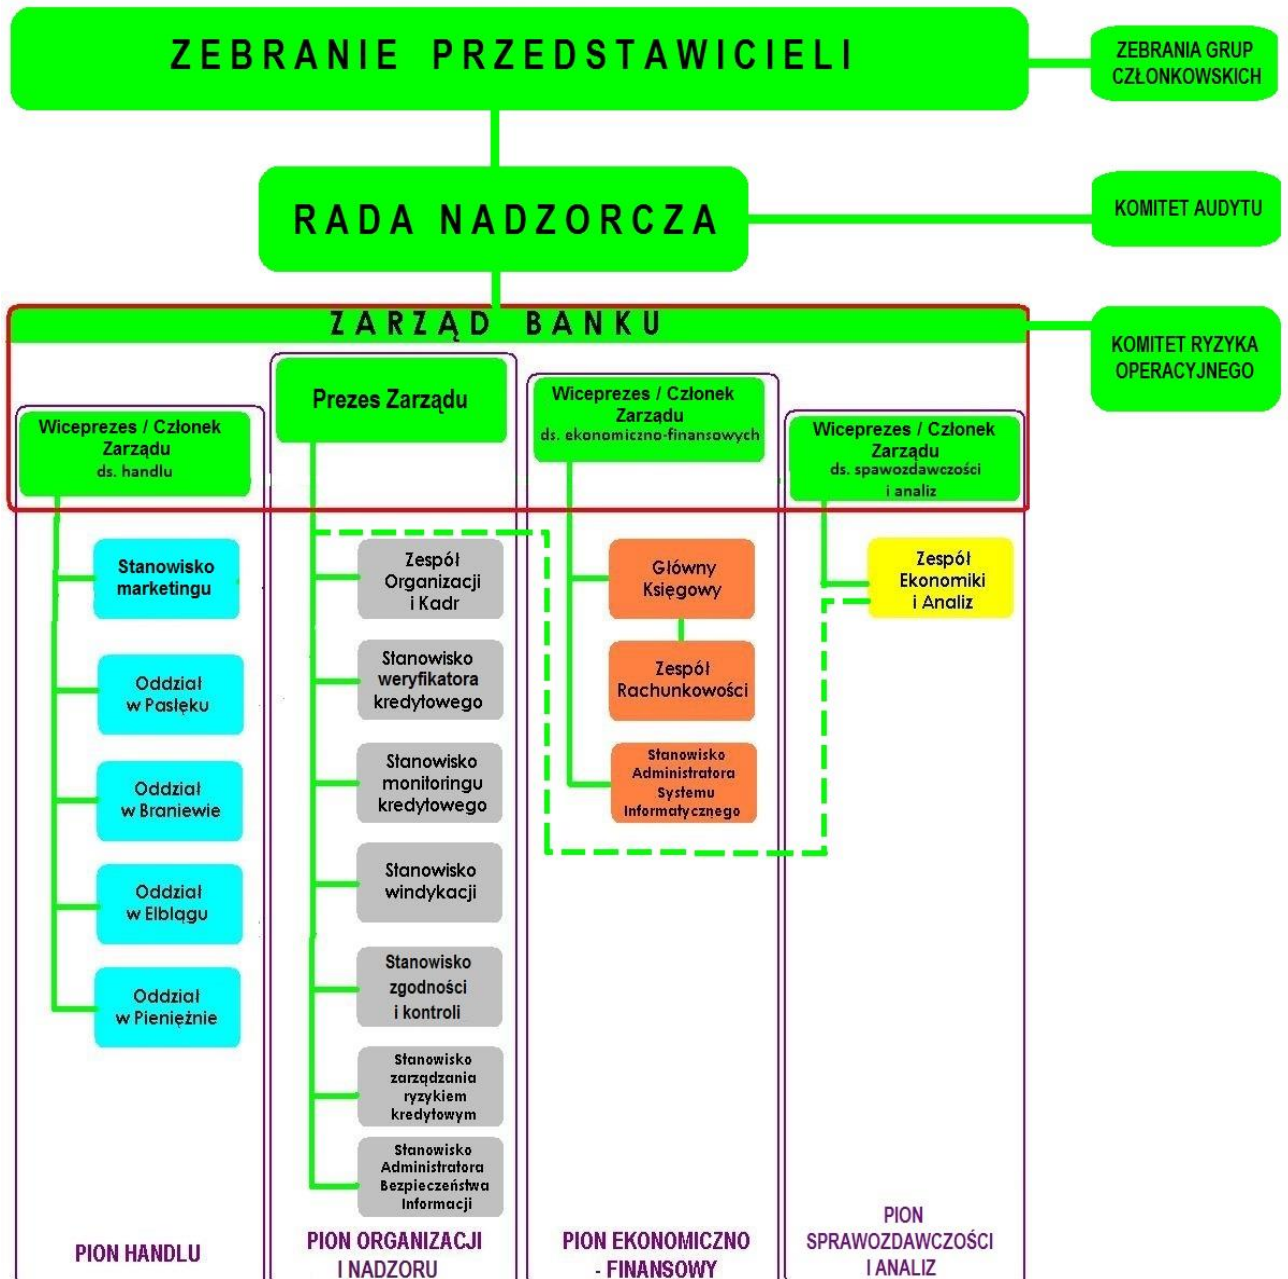 ZEBRANIE PRZEDSTAWICIELI
ZEBRANIA GRUP
CZŁONKOWSKICH
RADA NADZORCZA
KOMITET AUDYTU
ZARZĄD BANKU
KOMITET RYZYKA
OPERACYJNEGO
Wiceprezes / Członek
Zarządu
ds. handlu
Stanowisko
marketingu
Oddział
w Pasłęku
Oddział
w Braniewie
Oddział
w Elblągu
Oddział
w Pieniężnie
PION HANDLU
Prezes Zarządu
Zespół
Organizacji
i Kadr
Stanowisko
weryfikatora
kredytowego
Stanowisko
monitoringu
kredytowego
Stanowisko
windykacji
Stanowisko
zgodności
i kontroli
Stanowisko
zarządzania
ryzykiem
kredytowym
Stanowisko
Administratora
Bezpieczeństwa
Informacji
PION ORGANIZACJI
I NADZORU
Wiceprezes / Członek
Zarządu
ds. ekonomiczno-finansowych
Główny
Księgowy
Zespół
Rachunkowości
Stanowisko
Administratora
Systemu
Informatycznego
PION EKONOMICZNO
- FINANSOWY
Wiceprezes / Członek
Zarządu
ds. spawozdawczości
i analiz
Zespół
Ekonomiki
i Analiz
PION
SPRAWOZDAWCZOŚCI
I ANALIZ